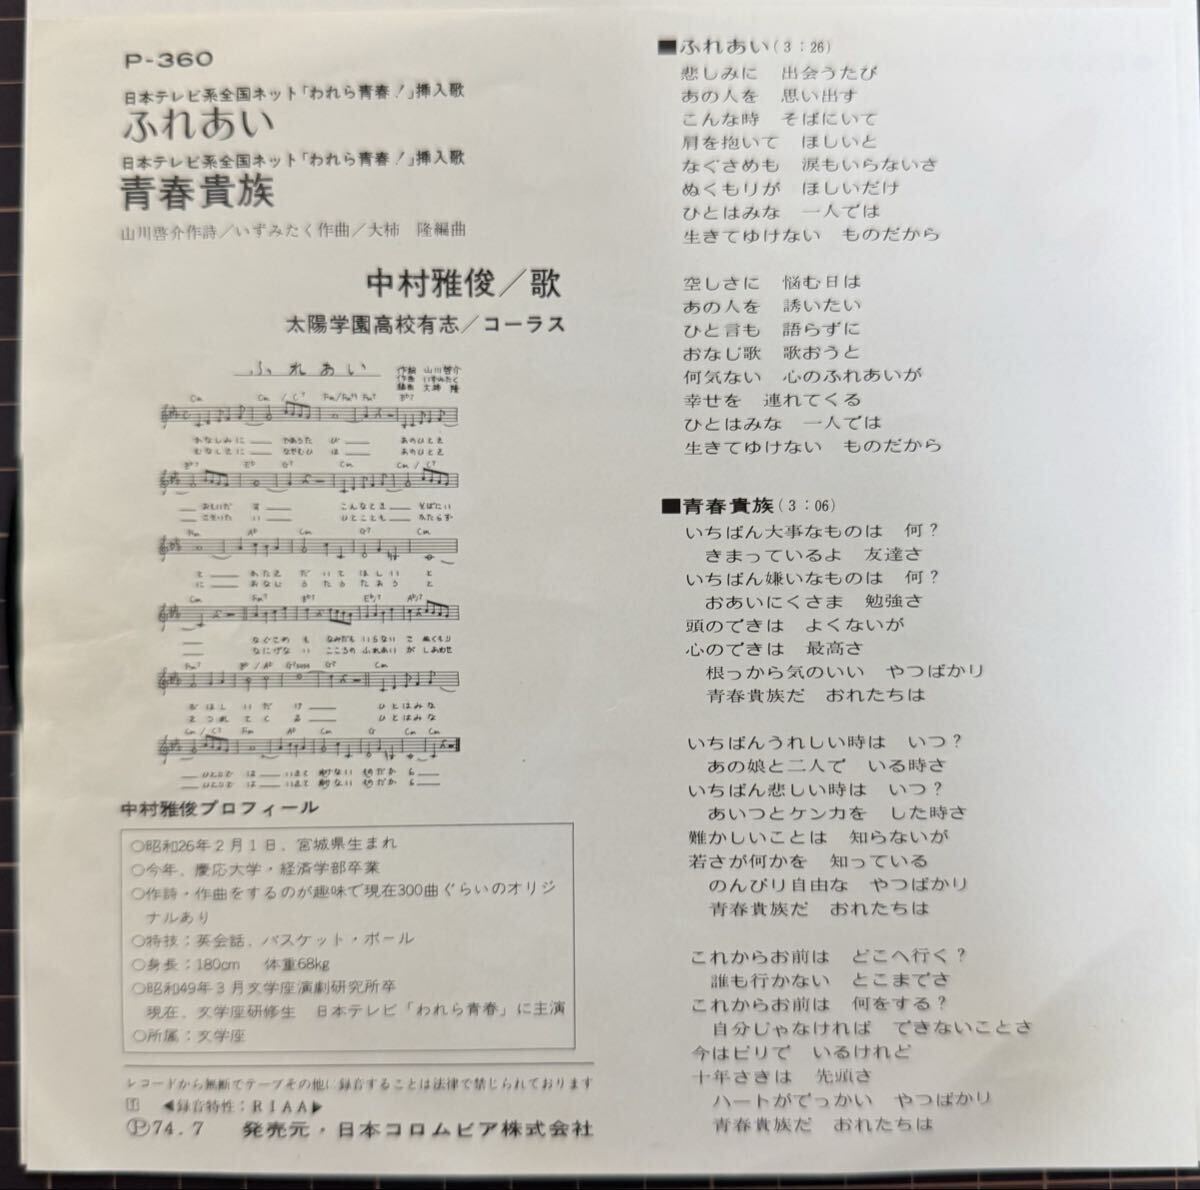 P-360
日本テレビ系全国ネット「われら青春！」挿入歌
ふれあい
日本テレビ系全国ネット「われら青春！」挿入歌
青春貴族
山川啓介作詩／いずみたく作曲／大柿　隆編曲
中村雅俊／歌
太陽学園高校有志／コーラス
ふれあい
作詩 山川啓介
作曲 いずみたく
編曲 大柿 隆
中村雅俊プロフィール
○昭和26年2月1日、宮城県生まれ
○今年、慶応大学・経済学部卒業
○作詩・作曲をするのが趣味で現在300曲ぐらいのオリジ
ナルあり
○特技；英会話、バスケット・ボール
○身長；180cm　体重68kg
○昭和49年3月文学座演劇研究所卒
現在、文学座研修生　日本テレビ「われら青春」に主演
○所属；文学座
レコードから無断でテープその他に録音することは法律で禁じられております
◀録音特性；RIAA▶
Ⓟ74.7　発売元・日本コロムビア株式会社
■ふれあい(3：26)
悲しみに　出会うたび
あの人を　思い出す
こんな時　そばにいて
肩を抱いて　ほしいと
なぐさめも　涙もいらないさ
ぬくもりが　ほしいだけ
ひとはみな　一人では
生きてゆけない　ものだから
空しさに　悩む日は
あの人を　誘いたい
ひと言も　語らずに
おなじ歌　歌おうと
何気ない　心のふれあいが
幸せを　連れてくる
ひとはみな　一人では
生きてゆけない　ものだから
■青春貴族(3：06)
いちばん大事なものは　何？
きまっているよ　友達さ
いちばん嫌いなものは　何？
おあいにくさま　勉強さ
頭のできは　よくないが
心のできは　最高さ
根っから気のいい　やつばかり
青春貴族だ　おれたちは
いちばんうれしい時は　いつ？
あの娘と二人で　いる時さ
いちばん悲しい時は　いつ？
あいつとケンカを　した時さ
難かしいことは　知らないが
若さが何かを　知っている
のんびり自由な　やつばかり
青春貴族だ　おれたちは
これからお前は　どこへ行く？
誰も行かない　とこまでさ
これからお前は　何をする？
自分じゃなければ　できないことさ
今はビリで　いるけれど
十年さきは　先頭さ
ハートがでっかい　やつばかり
青春貴族だ　おれたちは